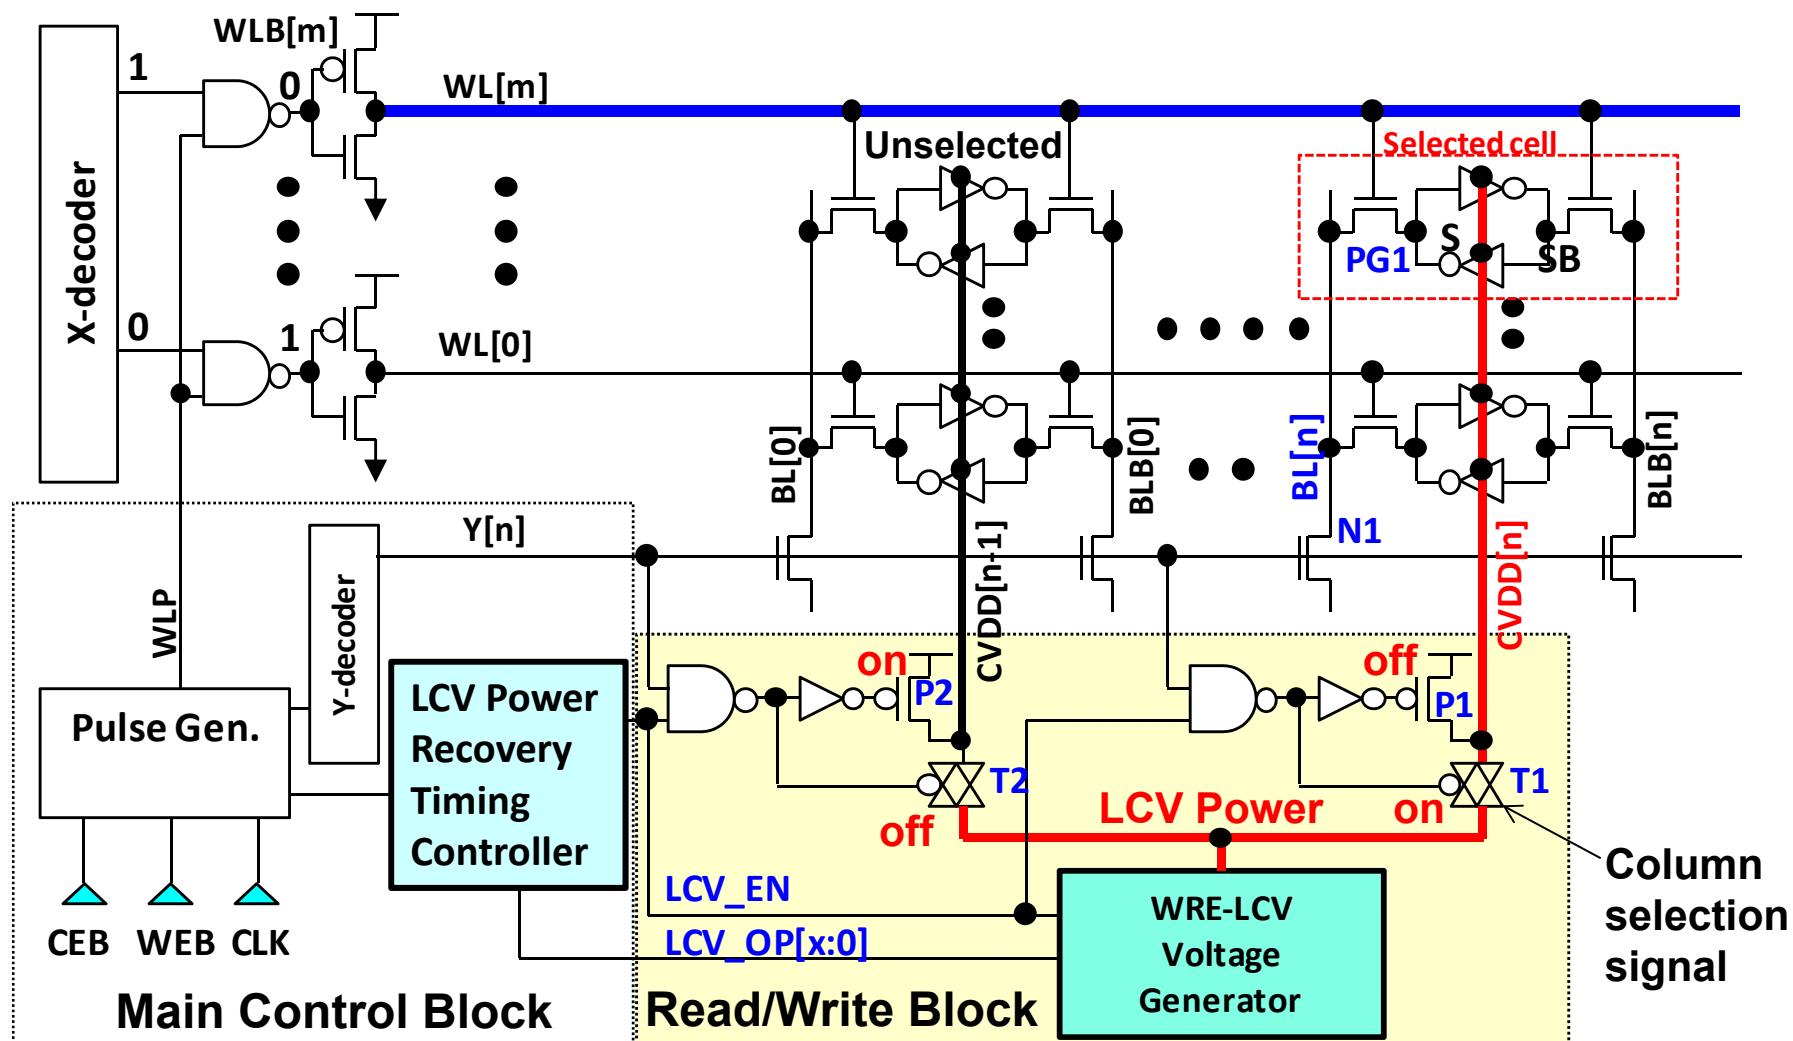 WLB[m]
1
0
WL[m]
Unselected
Selected cell
X-decoder
S
PG1
SB
0
1
WL[0]
BL[0]
BLB[0]
BL[n]
BLB[n]
Y[n]
N1
CVDD[n-1]
CVDD[n]
WLP
Y-decoder
on
off
P2
P1
LCV Power
Recovery
Timing
Controller
Pulse Gen.
T2
T1
LCV Power
on
off
Column
selection
signal
LCV_EN
LCV_OP[x:0]
WRE-LCV
Voltage
Generator
CEB WEB CLK
Main Control Block
Read/Write Block